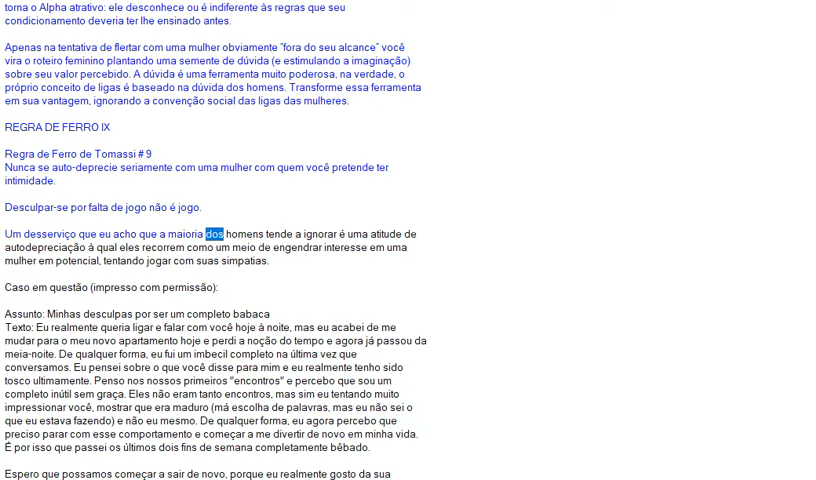 torna o Alpha atrativo: ele desconhece ou é indiferente às regras que seu
condicionamento deveria ter lhe ensinado antes.
Apenas na tentativa de flertar com uma mulher obviamente "fora do seu alcance" você
vira o roteiro feminino plantando uma semente de dúvida (e estimulando a imaginação)
sobre seu valor percebido. A dúvida é uma ferramenta muito poderosa, na verdade, o
próprio conceito de ligas é baseado na dúvida dos homens. Transforme essa ferramenta
em sua vantagem, ignorando a convenção social das ligas das mulheres.
REGRA DE FERRO IX
Regra de Ferro de Tomassi # 9
Nunca se auto-deprecie seriamente com uma mulher com quem você pretende ter
intimidade.
Desculpar-se por falta de jogo não é jogo.
Um desserviço que eu acho que a maioria dos homens tende a ignorar é uma atitude de
autodepreciação à qual eles recorrem como um meio de engendrar interesse em uma
mulher em potencial, tentando jogar com suas simpatias.
Caso em questão (impresso com permissão):
Assunto: Minhas desculpas por ser um completo babaca
Texto: Eu realmente queria ligar e falar com você hoje à noite, mas eu acabei de me
mudar para o meu novo apartamento hoje e perdi a noção do tempo e agora já passou da
meia-noite. De qualquer forma, eu fui um imbecil completo na última vez que
conversamos. Eu pensei sobre o que você disse para mim e eu realmente tenho sido
tosco ultimamente. Penso nos nossos primeiros "encontros" e percebo que sou um
completo inútil sem graça. Eles não eram tanto encontros, mas sim eu tentando muito
impressionar você, mostrar que era maduro (má escolha de palavras, mas eu não sei o
que eu estava fazendo) e não eu mesmo. De qualquer forma, eu agora percebo que
preciso parar com esse comportamento e começar a me divertir de novo em minha vida.
É por isso que passei os últimos dois fins de semana completamente bêbado.
Espero que possamos começar a sair de novo, porque eu realmente gosto da sua